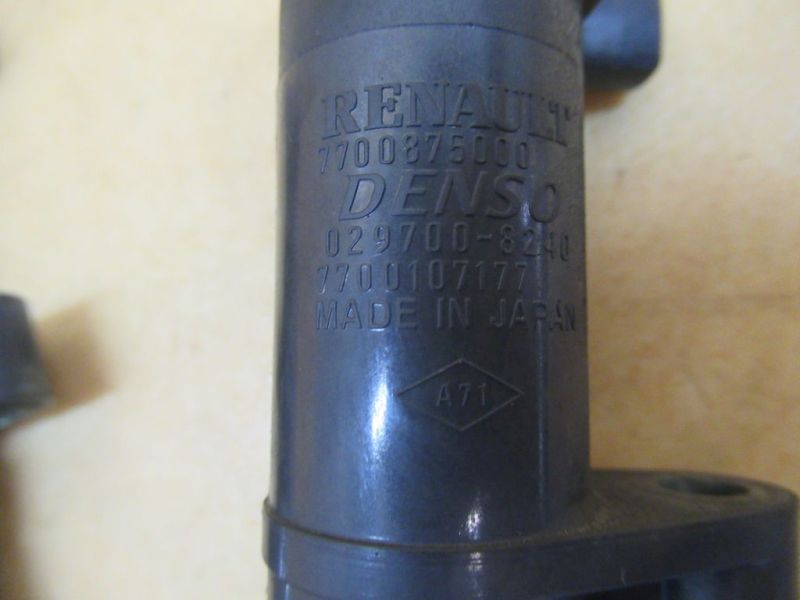 RENAULT
7700875000
DENSO
029700-8240
7700107177
MADE IN JAPAN
A71